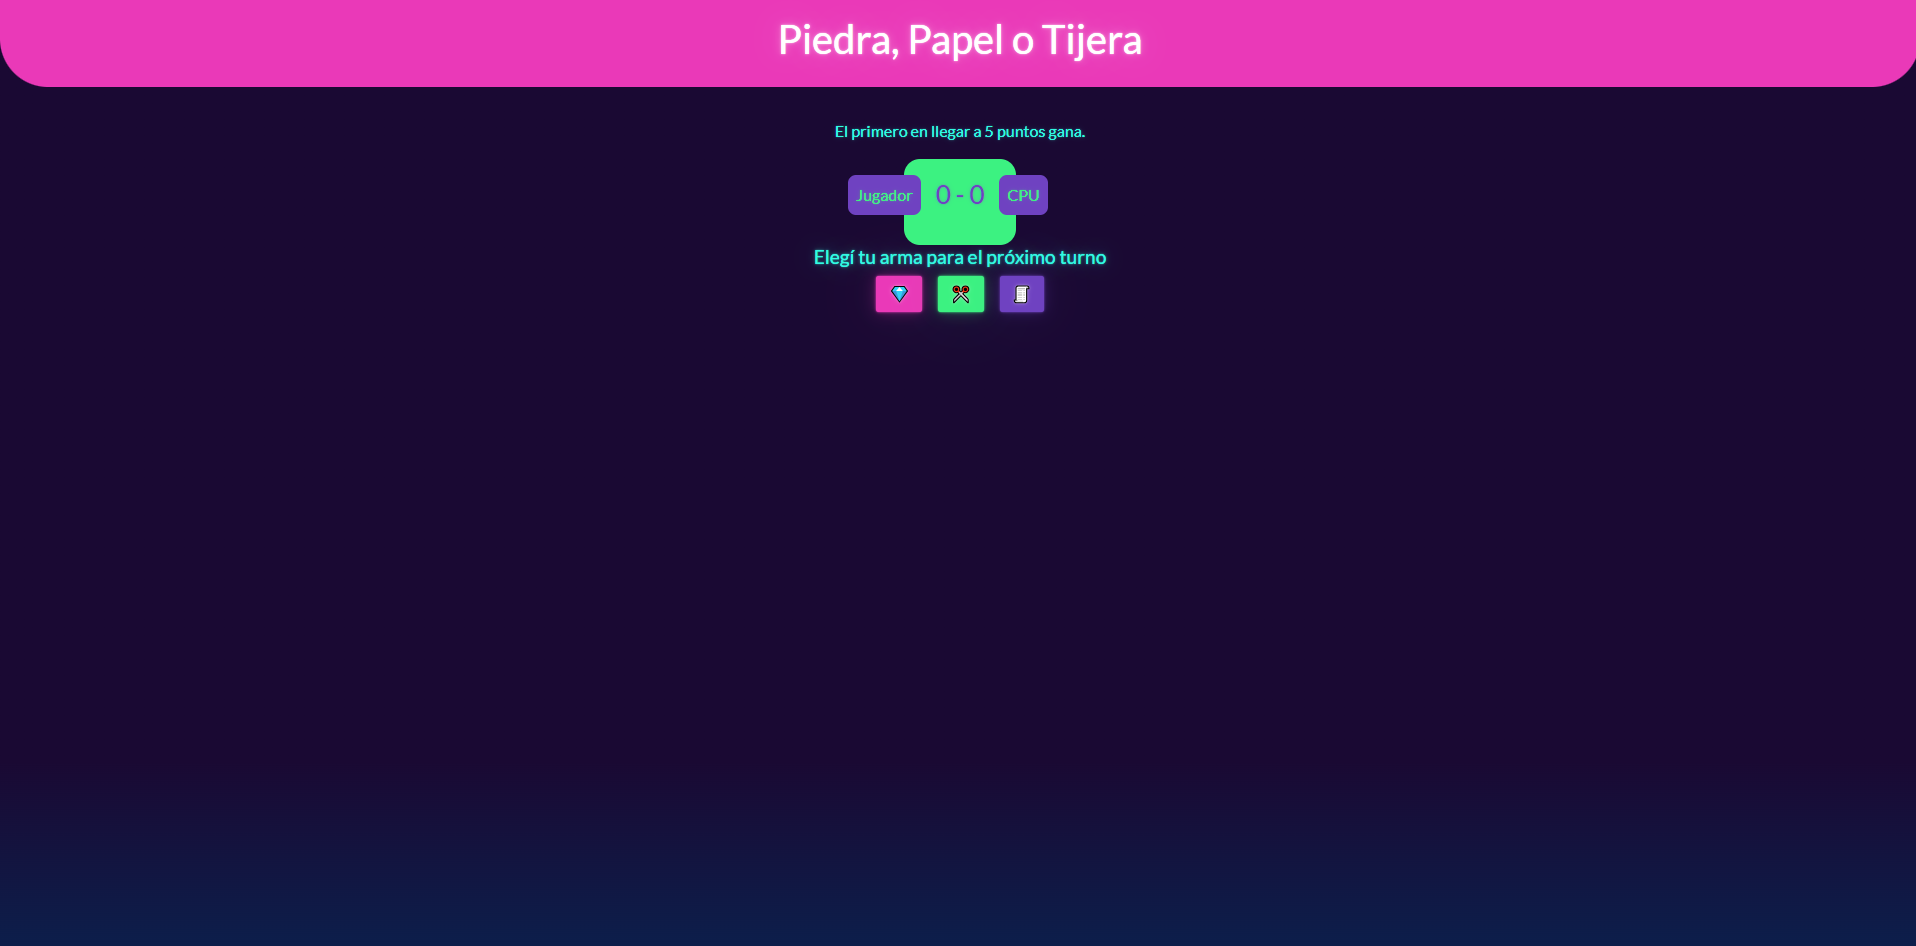 Piedra, Papel o Tijera
El primero en llegar a 5 puntos gana.
Jugador 0 - 0 CPU
Elegí tu arma para el próximo turno